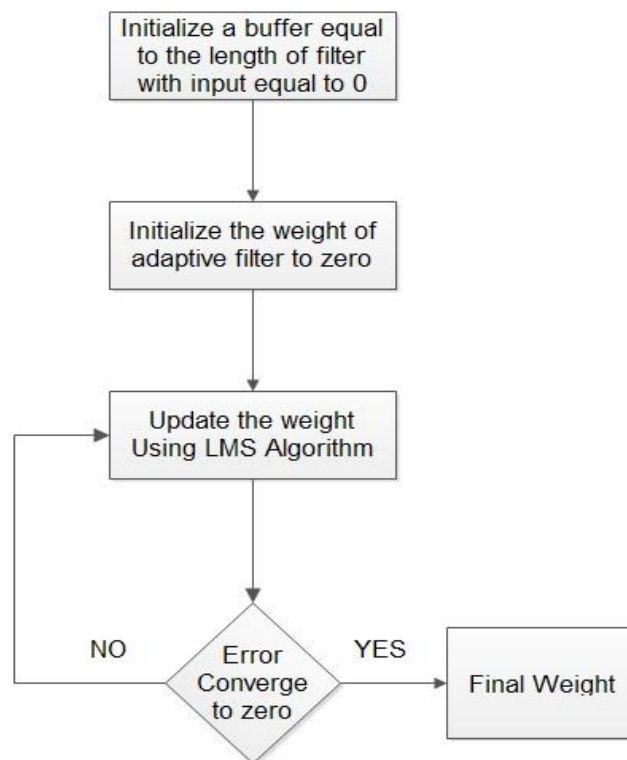 Initialize a buffer equal
to the length of filter
with input equal to 0
Initialize the weight of
adaptive filter to zero
Update the weight
Using LMS Algorithm
NO
Error
Converge
to zero
YES
Final Weight